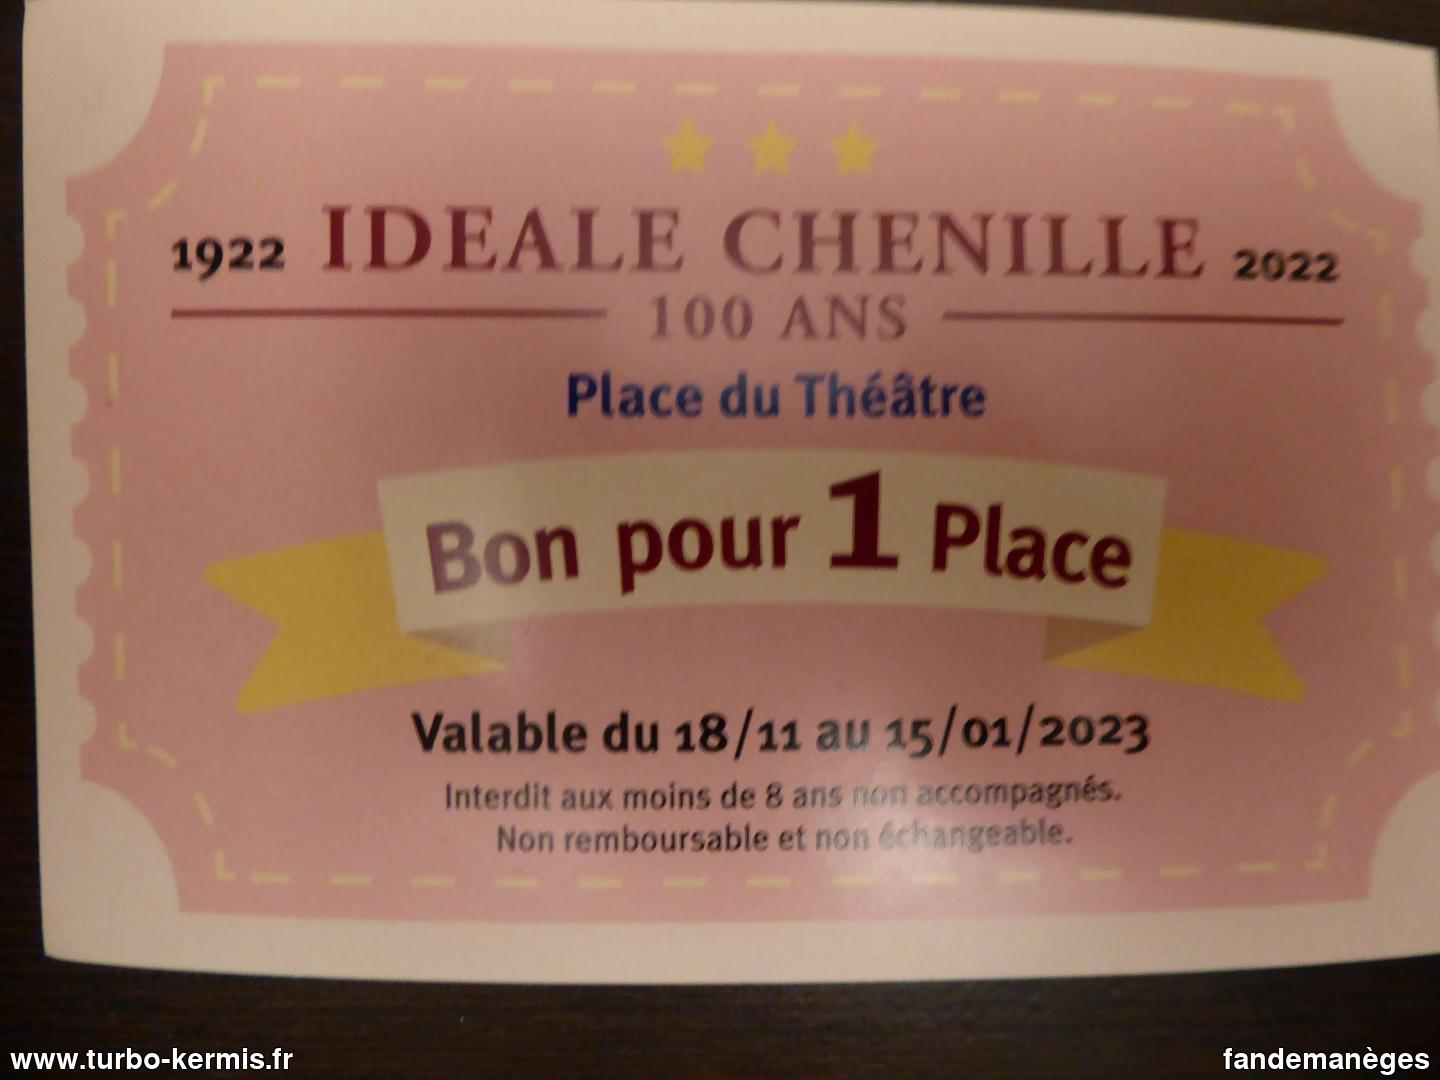 1922 IDEALE CHENILLE 2022
100 ANS
Place du Théâtre
Bon pour 1 Place
Valable du 18/11 au 15/01/2023
Interdit aux moins de 8 ans non accompagnés.
Non remboursable et non échangeable.
www.turbo-kermis.fr
fandemanèges